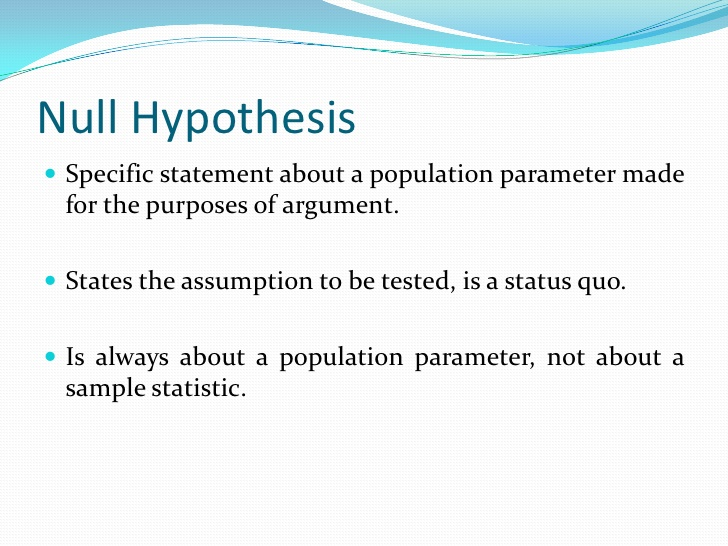 Null Hypothesis
• Specific statement about a population parameter made
for the purposes of argument.
• States the assumption to be tested, is a status quo.
• Is always about a population parameter, not about a
sample statistic.